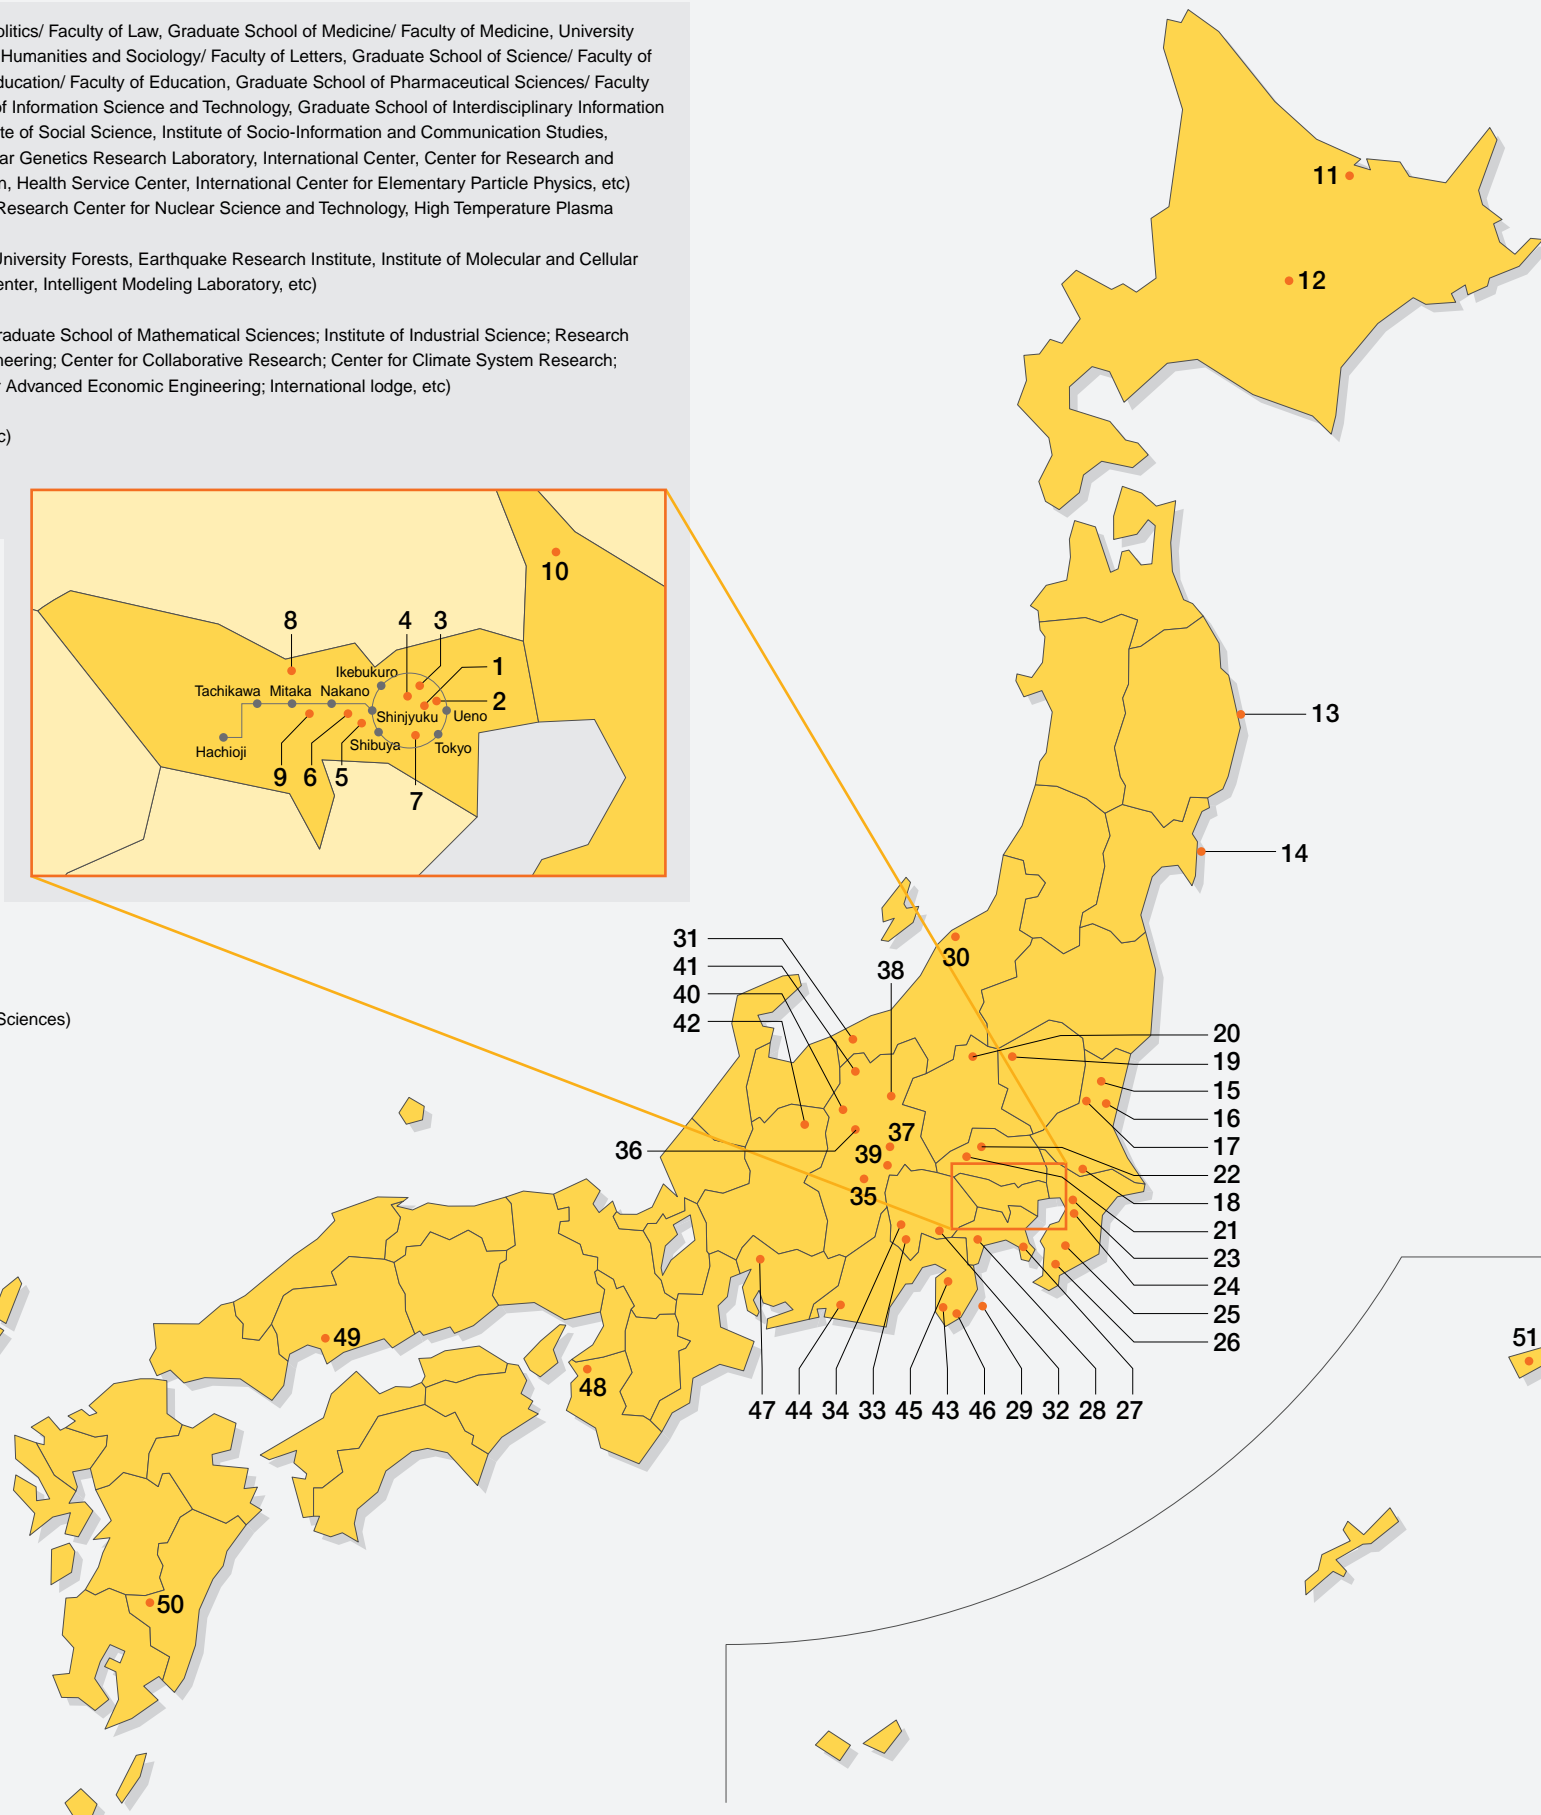 olitics/ Faculty of Law, Graduate School of Medicine/ Faculty of Medicine, University
Humanities and Sociology/ Faculty of Letters, Graduate School of Science/ Faculty of
ducation/ Faculty of Education, Graduate School of Pharmaceutical Sciences/ Faculty
of Information Science and Technology, Graduate School of Interdisciplinary Information
te of Social Science, Institute of Socio-Information and Communication Studies,
ar Genetics Research Laboratory, International Center, Center for Research and
n, Health Service Center, International Center for Elementary Particle Physics, etc)
Research Center for Nuclear Science and Technology, High Temperature Plasma
University Forests, Earthquake Research Institute, Institute of Molecular and Cellular
enter, Intelligent Modeling Laboratory, etc)
raduate School of Mathematical Sciences; Institute of Industrial Science; Research
neering; Center for Collaborative Research; Center for Climate System Research;
r Advanced Economic Engineering; International lodge, etc)
c)
11
12
10
8
4
3
1
2
Ikebukuro
Tachikawa
Mitaka
Nakano
Shinjyuku
Ueno
Hachioji
Shibuya
Tokyo
9
6
5
7
13
14
Sciences)
31
41
40
42
38
30
36
37
39
35
20
19
15
16
17
22
18
21
23
24
25
26
47
44
34
33
45
43
46
29
32
28
27
49
48
50
51